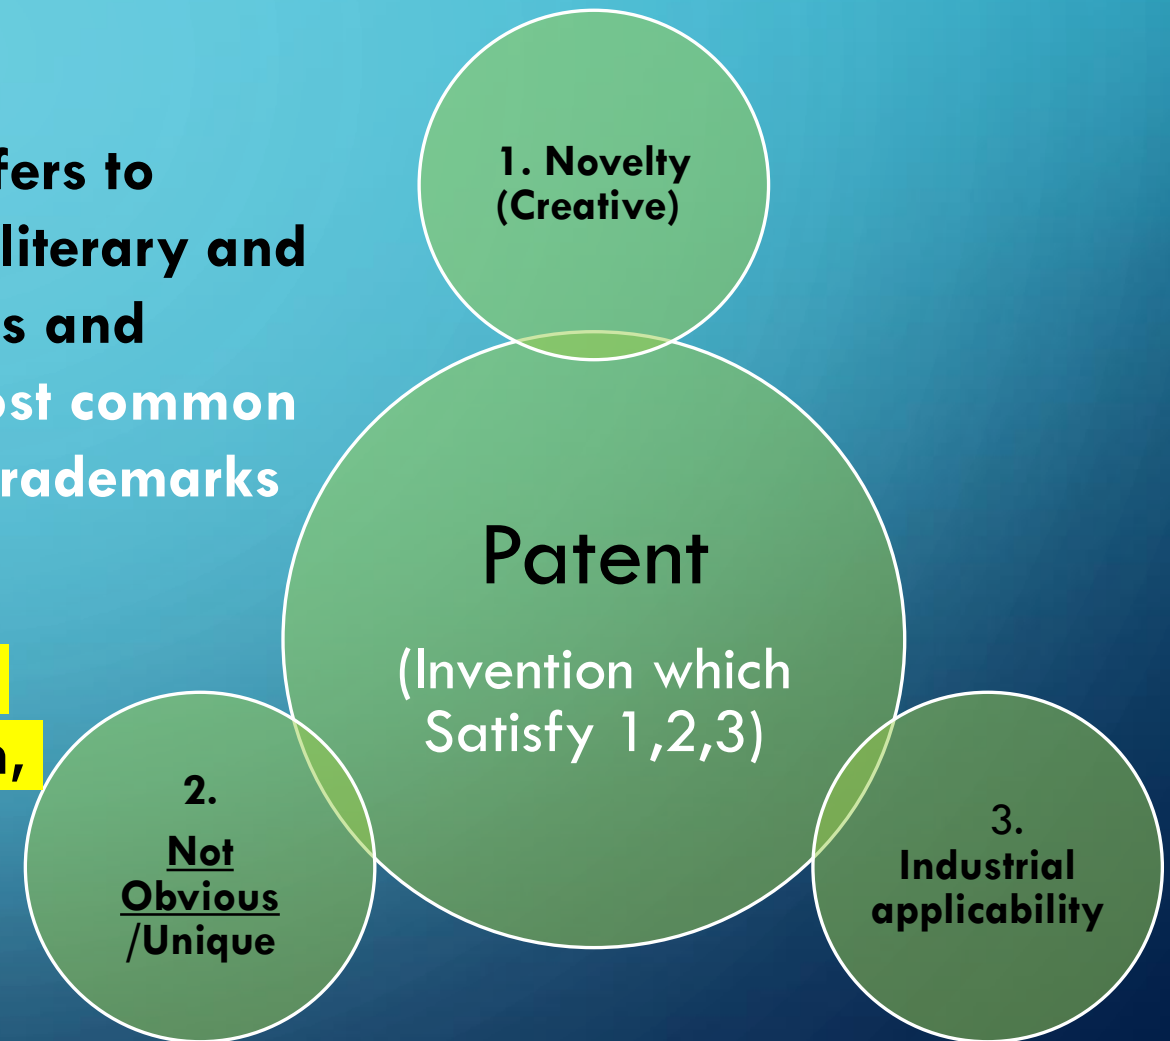 fers to
literary and
s and
ost common
rademarks
n,
1. Novelty
(Creative)
Patent
(Invention which
Satisfy 1,2,3)
2.
Not
Obvious
/Unique
3.
Industrial
applicability